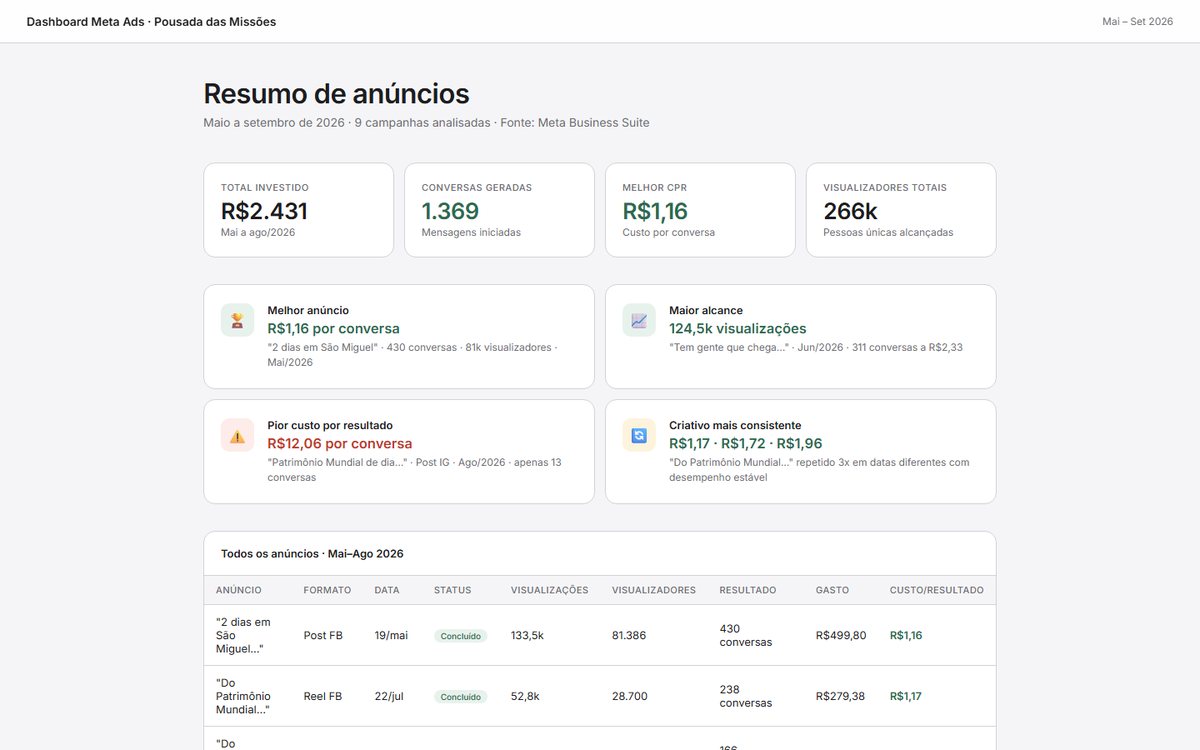 Dashboard Meta Ads · Pousada das Missões
Mai – Set 2026
Resumo de anúncios
Maio a setembro de 2026 · 9 campanhas analisadas · Fonte: Meta Business Suite
TOTAL INVESTIDO
R$2.431
Mai a ago/2026
CONVERSAS GERADAS
1.369
Mensagens iniciadas
MELHOR CPR
R$1,16
Custo por conversa
VISUALIZADORES TOTAIS
266k
Pessoas únicas alcançadas
Melhor anúncio
R$1,16 por conversa
"2 dias em São Miguel" · 430 conversas · 81k visualizadores ·
Mai/2026
Maior alcance
124,5k visualizações
"Tem gente que chega..." · Jun/2026 · 311 conversas a R$2,33
Pior custo por resultado
R$12,06 por conversa
"Patrimônio Mundial de dia..." · Post IG · Ago/2026 · apenas 13
conversas
Criativo mais consistente
R$1,17 · R$1,72 · R$1,96
"Do Patrimônio Mundial..." repetido 3x em datas diferentes com
desempenho estável
Todos os anúncios · Mai–Ago 2026
ANÚNCIO FORMATO DATA STATUS VISUALIZAÇÕES VISUALIZADORES RESULTADO GASTO CUSTO/RESULTADO
"2 dias em
São
Miguel..."
Post FB
19/mai
Concluído
133,5k
81.386
430
conversas
R$499,80
R$1,16
"Do
Patrimônio
Mundial..."
Reel FB
22/jul
Concluído
52,8k
28.700
238
conversas
R$279,38
R$1,17
"Do
166